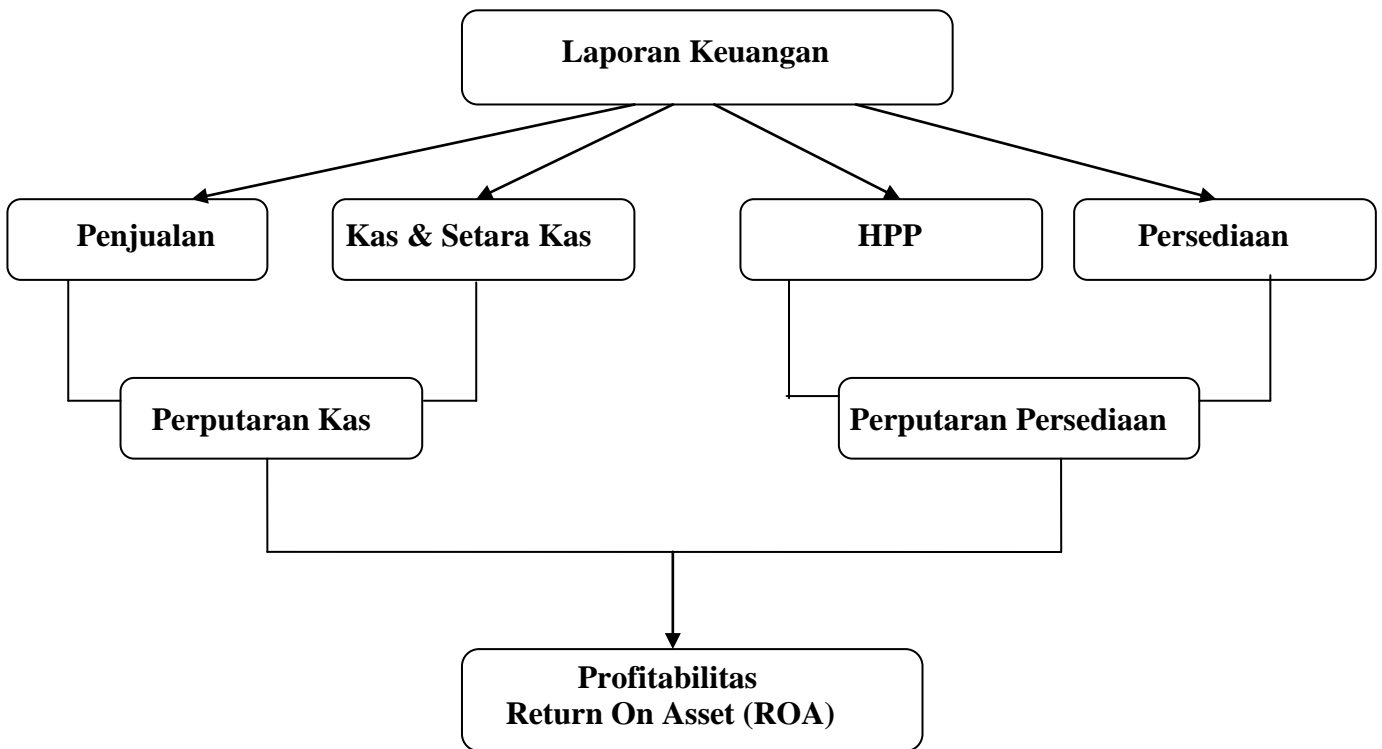 Laporan Keuangan
Penjualan
Kas & Setara Kas
HPP
Persediaan
Perputaran Kas
Perputaran Persediaan
Profitabilitas
Return On Asset (ROA)